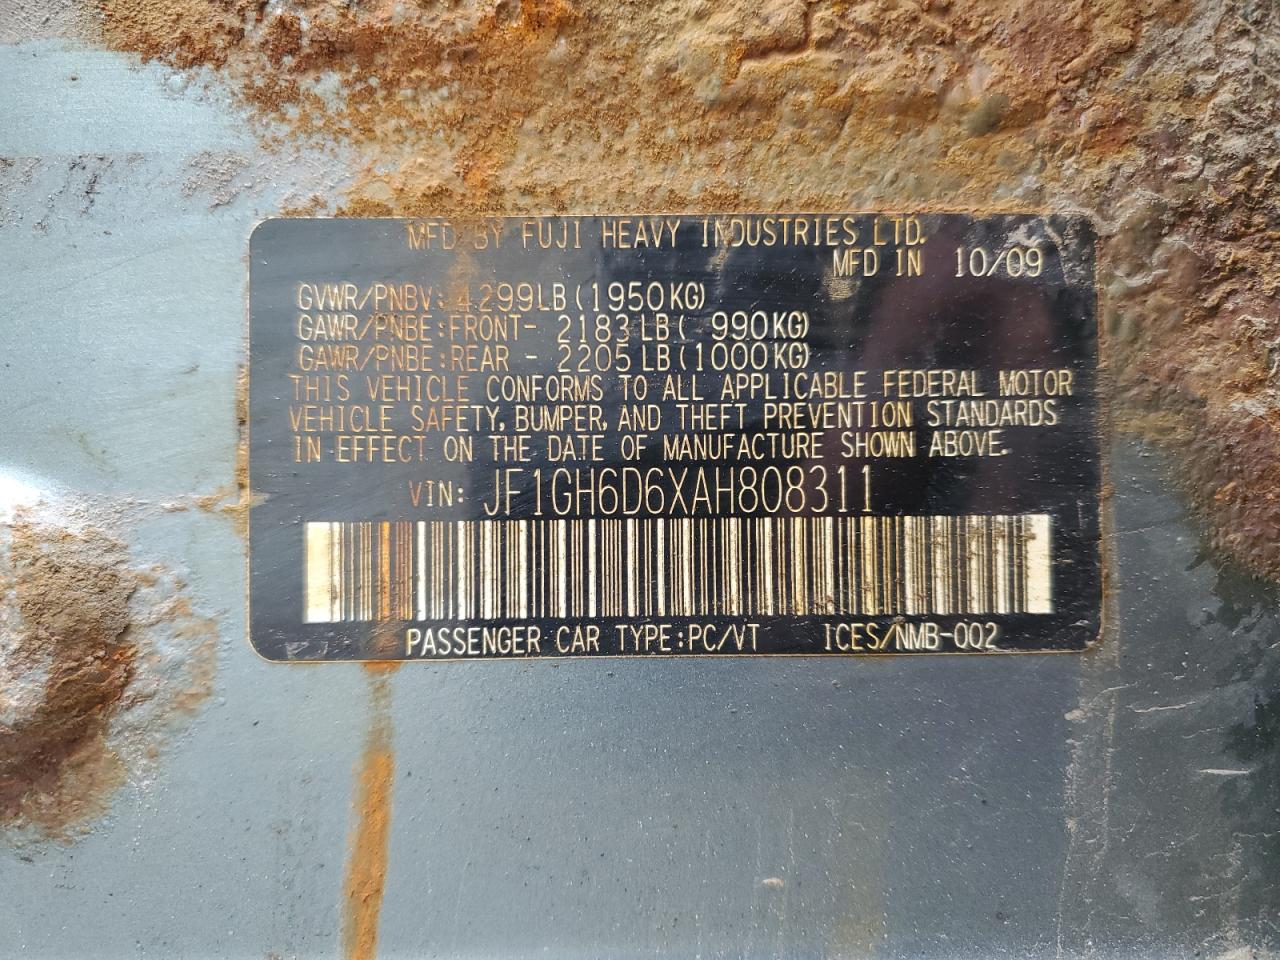 MFD BY FUJI HEAVY INDUSTRIES LTD.
MFD IN 10/09
GVWR/PNBV: 4299LB(1950KG)
GAWR/PNBE:FRONT- 2183LB( 990KG)
GAWR/PNBE:REAR - 2205LB(1000KG)
THIS VEHICLE CONFORMS TO ALL APPLICABLE FEDERAL MOTOR
VEHICLE SAFETY, BUMPER, AND THEFT PREVENTION STANDARDS
IN EFFECT ON THE DATE OF MANUFACTURE SHOWN ABOVE.
VIN: JF1GH6D6XAH808311
PASSENGER CAR TYPE:PC/VT ICES/NMB-002